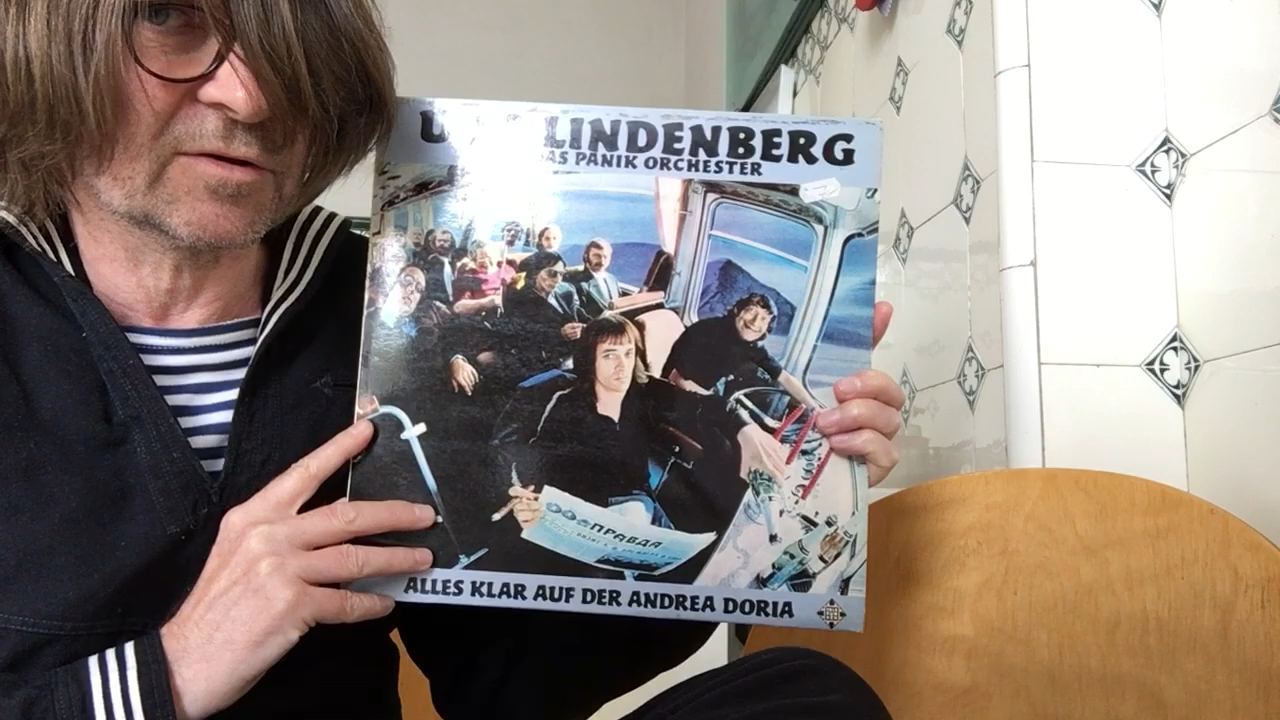 LINDENBERG
AS PANIK ORCHESTER
ПРАВДА
ALLES KLAR AUF DER ANDREA DORIA